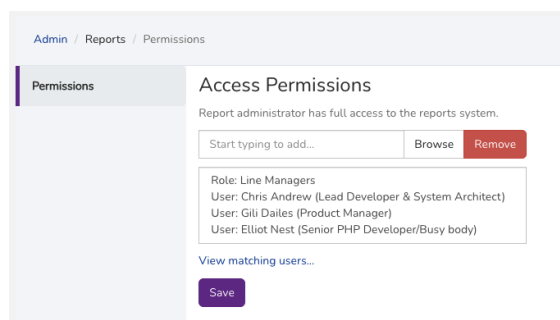 Admin / Reports / Permissions
Permissions
Access Permissions
Report administrator has full access to the reports system.
Start typing to add...
Browse
Remove
Role: Line Managers
User: Chris Andrew (Lead Developer & System Architect)
User: Gili Dailes (Product Manager)
User: Elliot Nest (Senior PHP Developer/Busy body)
View matching users...
Save